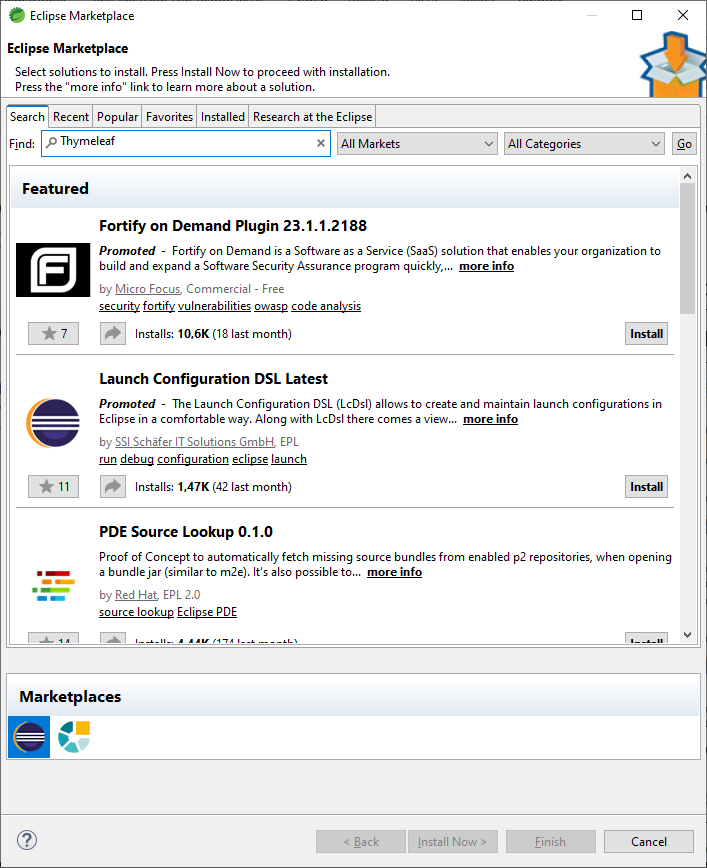 Eclipse Marketplace
Eclipse Marketplace
Select solutions to install. Press Install Now to proceed with installation.
Press the "more info" link to learn more about a solution.
Search Recent Popular Favorites Installed Research at the Eclipse
Find: Thymeleaf All Markets All Categories Go
Featured
Fortify on Demand Plugin 23.1.1.2188
Promoted - Fortify on Demand is a Software as a Service (SaaS) solution that enables your organization to
build and expand a Software Security Assurance program quickly,... more info
by Micro Focus, Commercial - Free
security fortify vulnerabilities owasp code analysis
7 Installs: 10,6K (18 last month) Install
Launch Configuration DSL Latest
Promoted - The Launch Configuration DSL (LcDsl) allows to create and maintain launch configurations in
Eclipse in a comfortable way. Along with LcDsl there comes a view... more info
by SSI Schäfer IT Solutions GmbH, EPL
run debug configuration eclipse launch
11 Installs: 1,47K (42 last month) Install
PDE Source Lookup 0.1.0
Proof of Concept to automatically fetch missing source bundles from enabled p2 repositories, when opening
a bundle jar (similar to m2e). It's also possible to... more info
by Red Hat, EPL 2.0
source lookup Eclipse PDE
14 Installs: 4,44K (174 last month) Install
Marketplaces
< Back Install Now > Finish Cancel